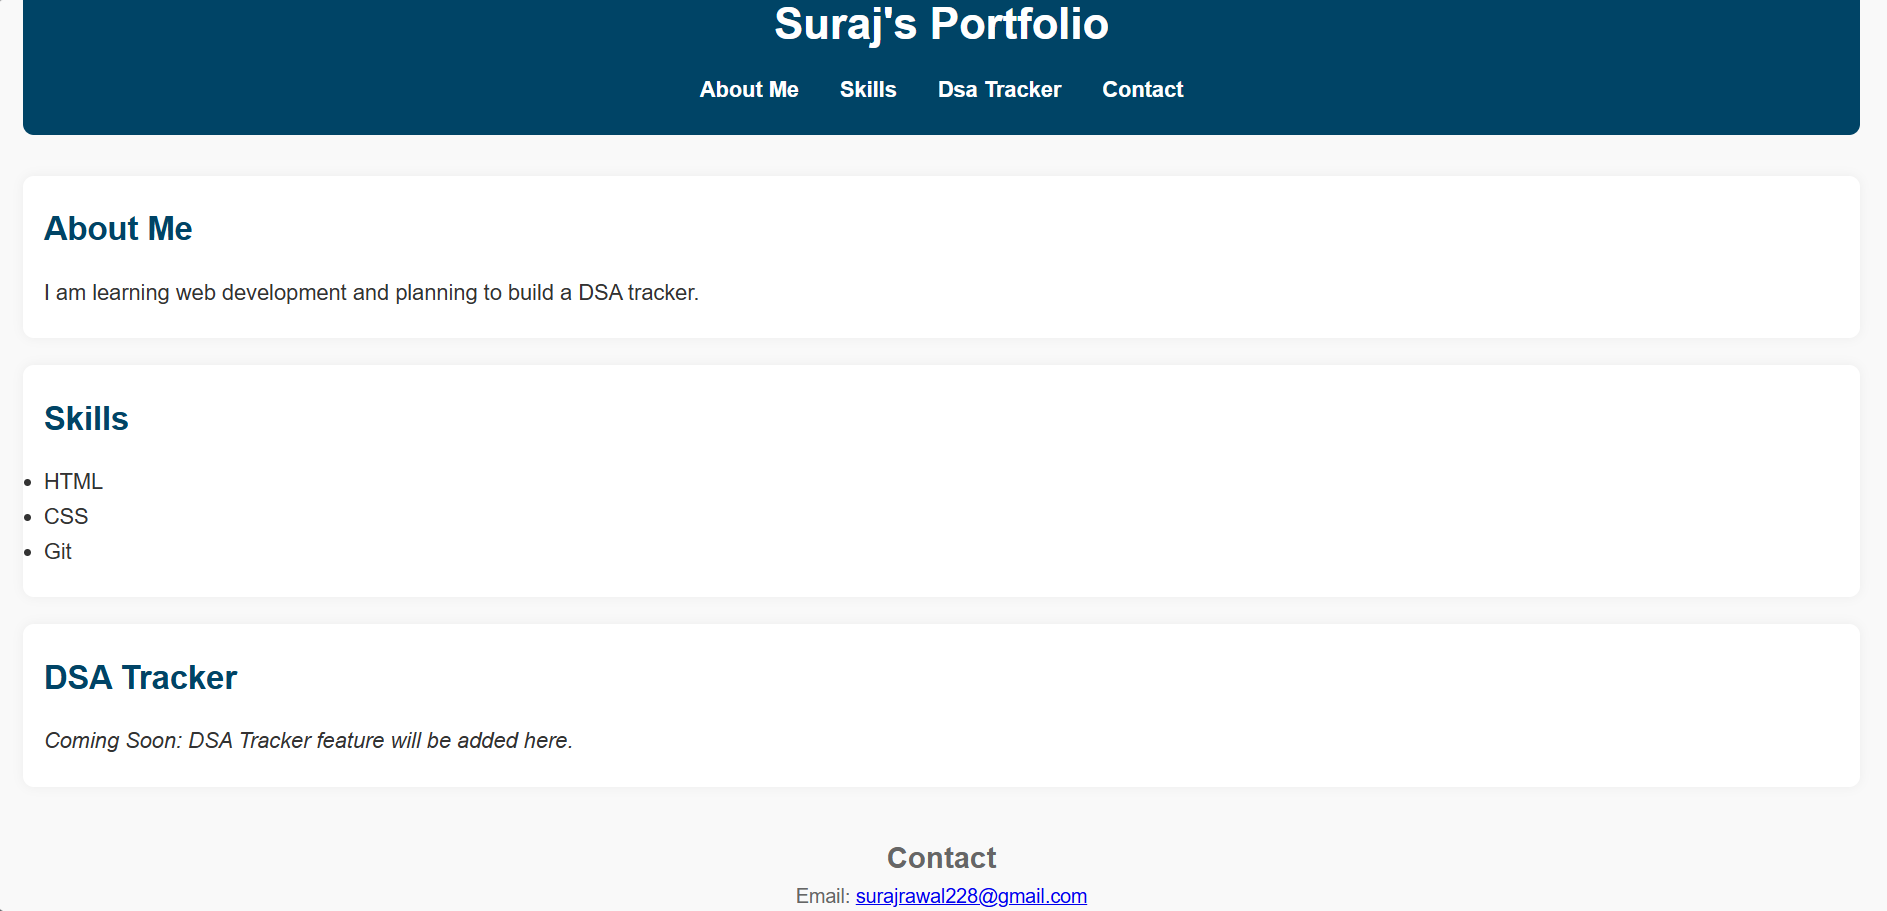 Suraj's Portfolio
About Me Skills Dsa Tracker Contact
About Me
I am learning web development and planning to build a DSA tracker.
Skills
• HTML
• CSS
• Git
DSA Tracker
Coming Soon: DSA Tracker feature will be added here.
Contact
Email: surajrawal228@gmail.com